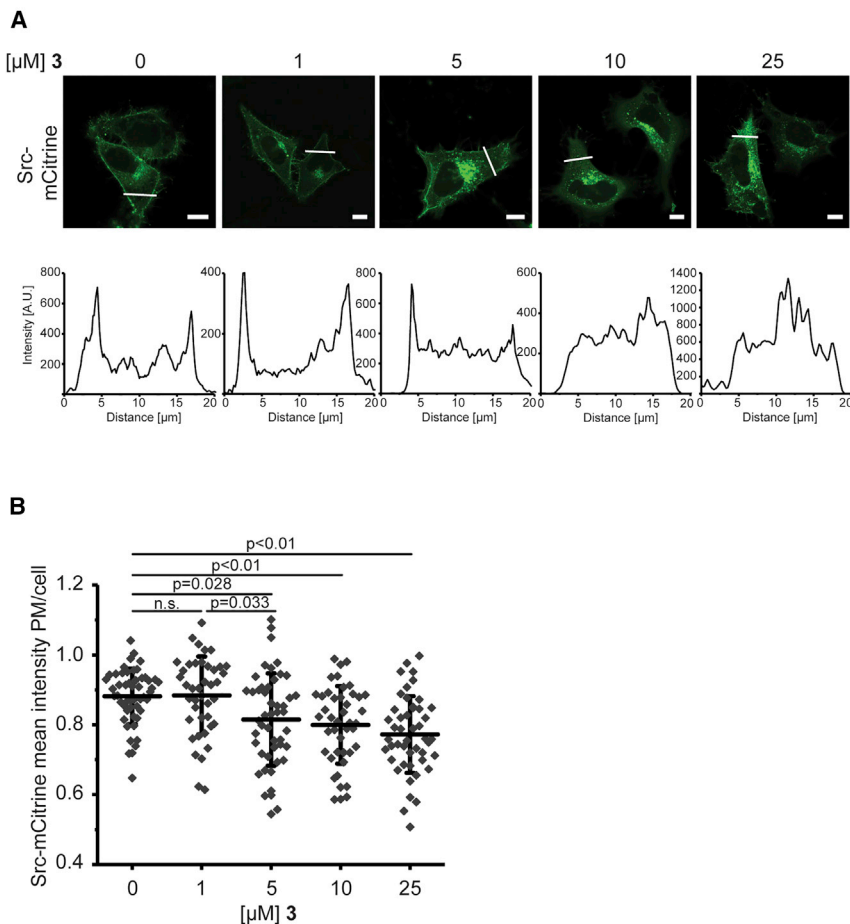 A
[µM] 3 0 1 5 10 25
Src-
mCitrine
800 400 800 600 1400
1200
600 600 1000
400 200 400 400 800
600
200 200 200 400
200
Intensity [A.U.]
0 5 10 15 20 0 5 10 15 20 0 5 10 15 20 0 5 10 15 20 0 5 10 15 20
Distance [µm] Distance [µm] Distance [µm] Distance [µm] Distance [µm]
B
p<0.01
p<0.01
p=0.028
n.s. p=0.033
1.2
1.0
0.8
0.6
0.4
Src-mCitrine mean intensity PM/cell
0 1 5 10 25
[µM] 3